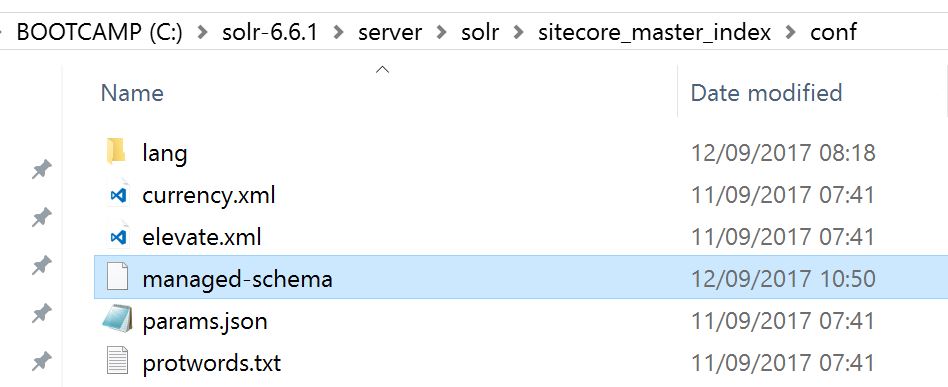 BOOTCAMP (C:) > solr-6.6.1 > server > solr > sitecore_master_index > conf
Name Date modified
lang 12/09/2017 08:18
currency.xml 11/09/2017 07:41
elevate.xml 11/09/2017 07:41
managed-schema 12/09/2017 10:50
params.json 11/09/2017 07:41
protwords.txt 11/09/2017 07:41